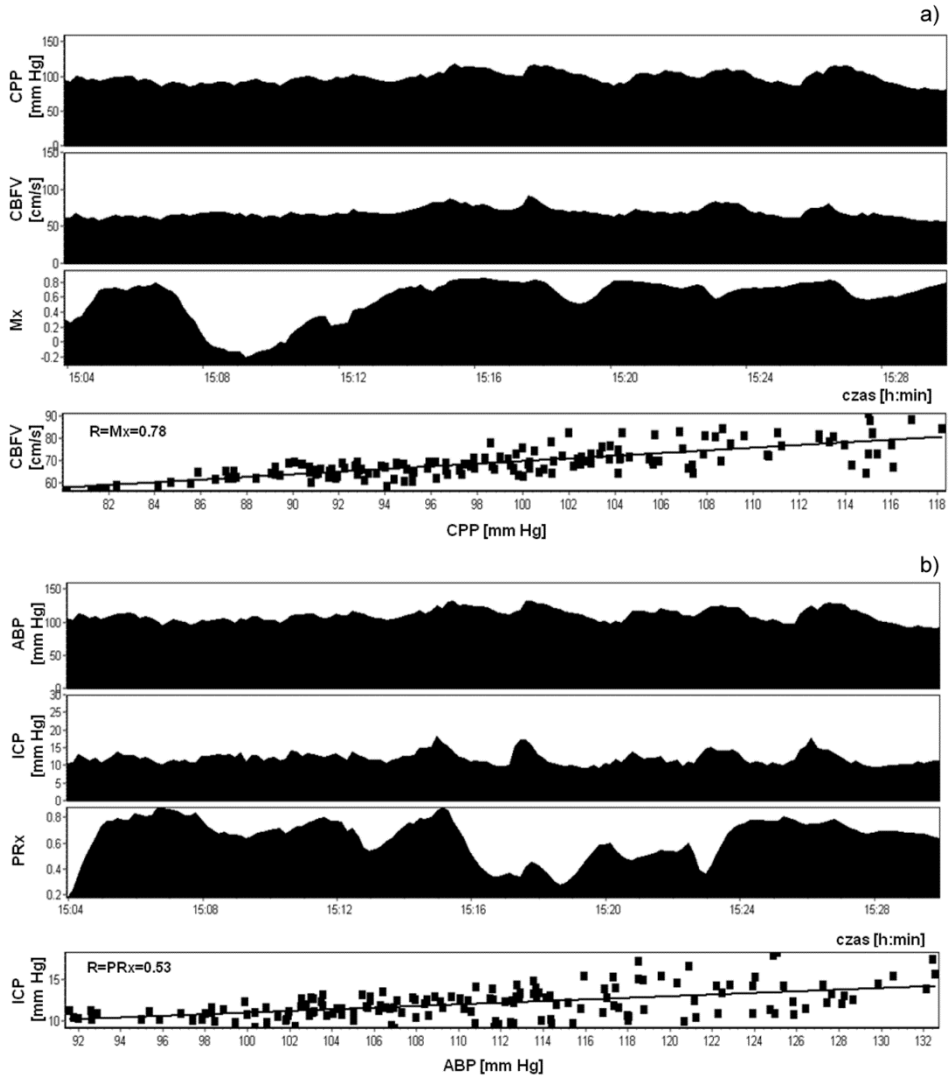 a)
CPP
[mm Hg]
150
100
50
0
CBFV
[cm/s]
150
100
50
0
Mx
0.8
0.6
0.4
0.2
0
-0.2
15:04 15:08 15:12 15:16 15:20 15:24 15:28
czas [h:min]
CBFV
[cm/s]
90
80
70
60
R=Mx=0.78
82 84 86 88 90 92 94 96 98 100 102 104 106 108 110 112 114 116 118
CPP [mm Hg]
b)
ABP
[mm Hg]
150
100
50
0
ICP
[mm Hg]
30
25
20
15
10
5
0
PRx
0.8
0.6
0.4
0.2
15:04 15:08 15:12 15:16 15:20 15:24 15:28
czas [h:min]
ICP
[mm Hg]
15
10
R=PRx=0.53
92 94 96 98 100 102 104 106 108 110 112 114 116 118 120 122 124 126 128 130 132
ABP [mm Hg]